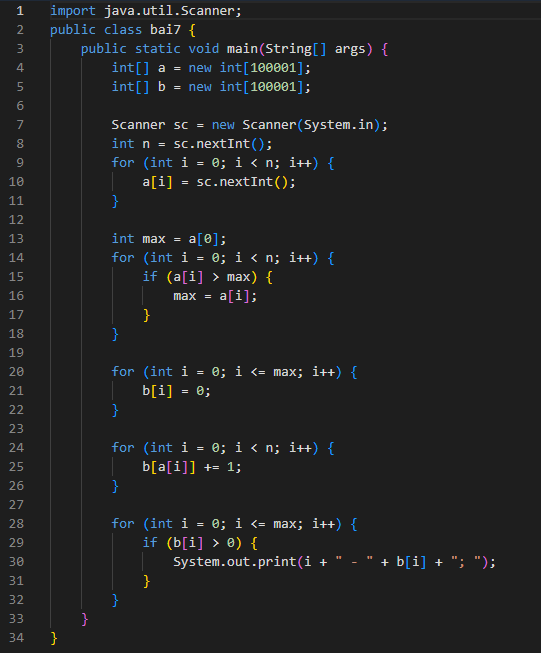 1 import java.util.Scanner;
2 public class bai7 {
3     public static void main(String[] args) {
4         int[] a = new int[100001];
5         int[] b = new int[100001];
6
7         Scanner sc = new Scanner(System.in);
8         int n = sc.nextInt();
9         for (int i = 0; i < n; i++) {
10             a[i] = sc.nextInt();
11         }
12
13         int max = a[0];
14         for (int i = 0; i < n; i++) {
15             if (a[i] > max) {
16                 max = a[i];
17             }
18         }
19
20         for (int i = 0; i <= max; i++) {
21             b[i] = 0;
22         }
23
24         for (int i = 0; i < n; i++) {
25             b[a[i]] += 1;
26         }
27
28         for (int i = 0; i <= max; i++) {
29             if (b[i] > 0) {
30                 System.out.print(i + " - " + b[i] + "; ");
31             }
32         }
33     }
34 }